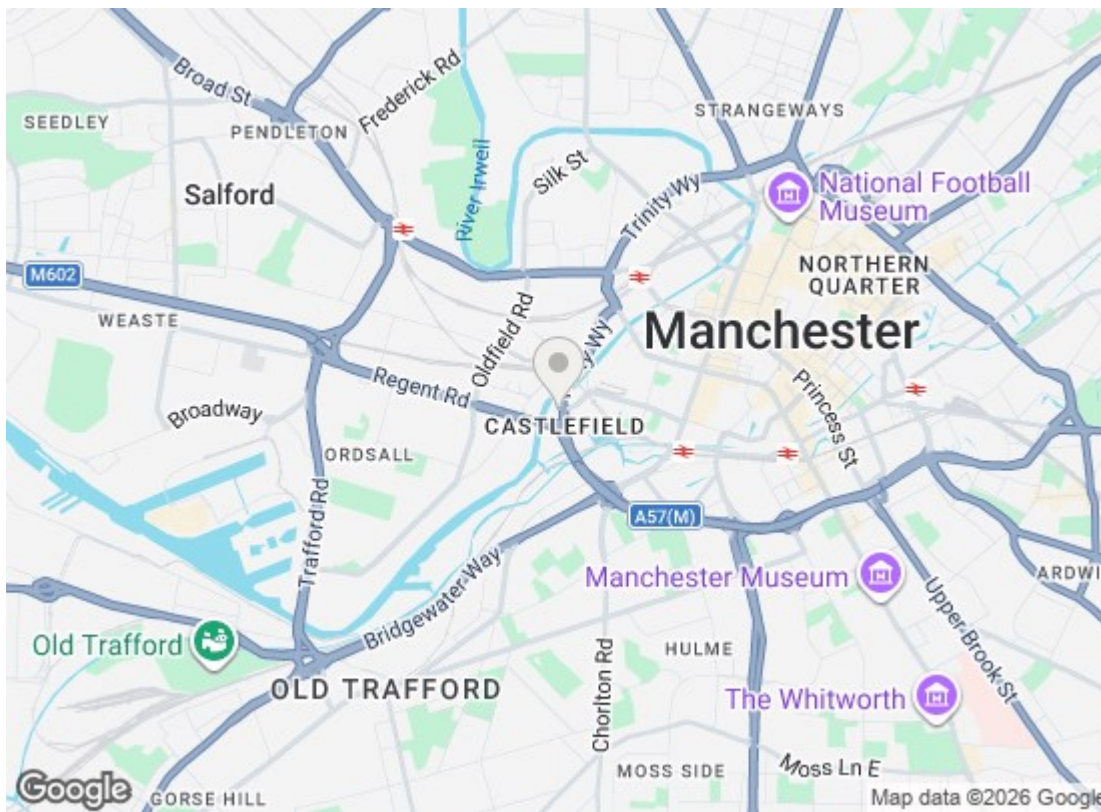 Broad St
Frederick Rd
SEEDLEY
PENDLETON
STRANGEWAYS
Silk St
Salford
River Irwell
Trinity Wy
National Football
Museum
M602
NORTHERN
QUARTER
WEASTE
Oldfield Rd
Manchester
Regent Rd
Princess St
Broadway
CASTLEFIELD
ORDSALL
Trafford Rd
A57(M)
Bridgewater Way
Manchester Museum
ARDWI
Upper Brook St
Old Trafford
HULME
Chorlton Rd
OLD TRAFFORD
The Whitworth
MOSS SIDE
Moss Ln E
Google
GORSE HILL
Map data ©2026 Google